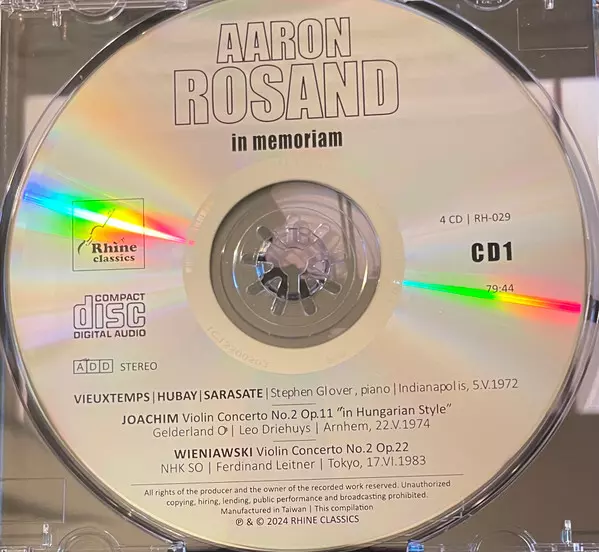 AARON
ROSAND
in memoriam
4 CD | RH-029
Rhine
classics
CD1
79:44
COMPACT
disc
DIGITAL AUDIO
ADD STEREO
VIEUXTEMPS|HUBAY|SARASATE|Stephen Glover, piano|Indianapolis, 5.V.1972
JOACHIM Violin Concerto No.2 Op.11 "in Hungarian Style"
Gelderland O | Leo Driehuys | Arnhem, 22.V.1974
WIENIAWSKI Violin Concerto No.2 Op.22
NHK SO | Ferdinand Leitner | Tokyo, 17.VI.1983
All rights of the producer and the owner of the recorded work reserved. Unauthorized
copying, hiring, lending, public performance and broadcasting prohibited.
Manufactured in Taiwan | This compilation
℗ & © 2024 RHINE CLASSICS